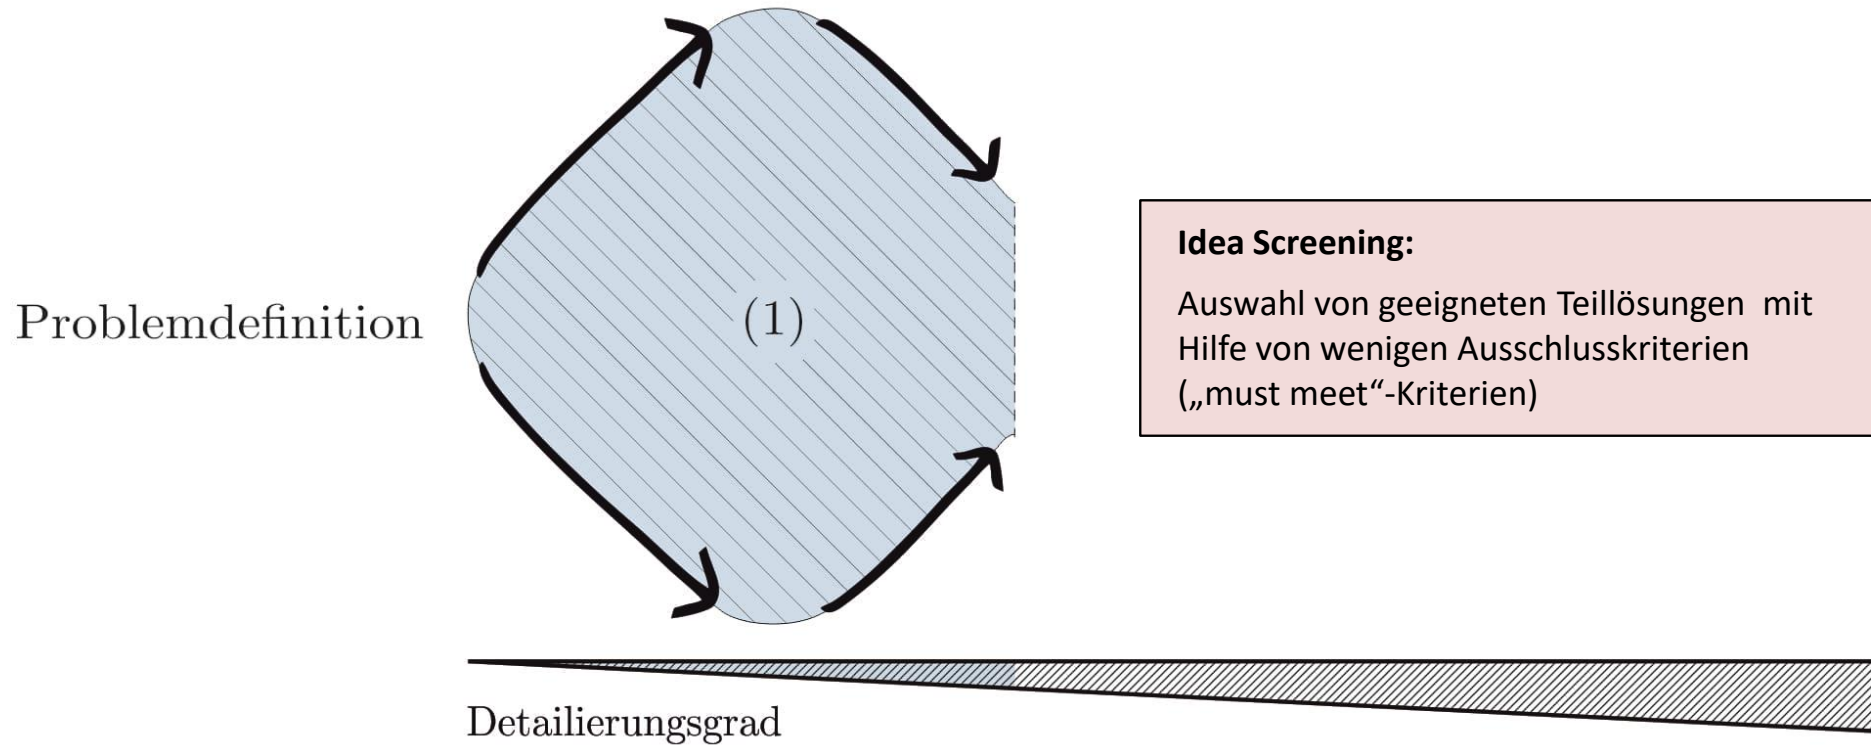 Problemdefinition
(1)
Idea Screening:
Auswahl von geeigneten Teillösungen  mit
Hilfe von wenigen Ausschlusskriterien
(„must meet“-Kriterien)
Detailierungsgrad